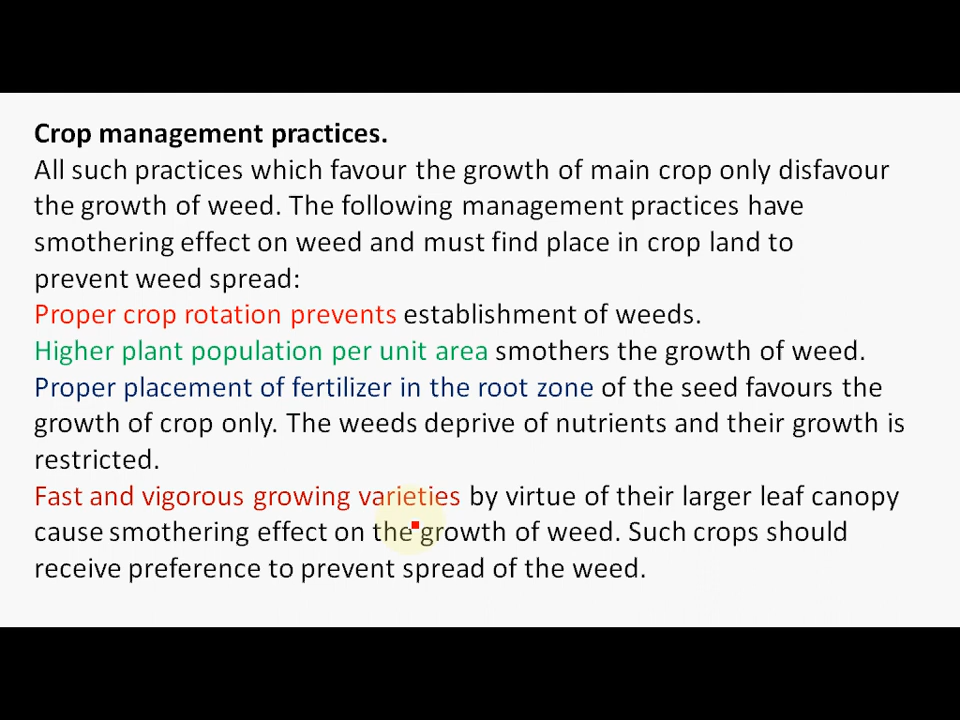 Crop management practices.
All such practices which favour the growth of main crop only disfavour
the growth of weed. The following management practices have
smothering effect on weed and must find place in crop land to
prevent weed spread:
Proper crop rotation prevents establishment of weeds.
Higher plant population per unit area smothers the growth of weed.
Proper placement of fertilizer in the root zone of the seed favours the
growth of crop only. The weeds deprive of nutrients and their growth is
restricted.
Fast and vigorous growing varieties by virtue of their larger leaf canopy
cause smothering effect on the growth of weed. Such crops should
receive preference to prevent spread of the weed.